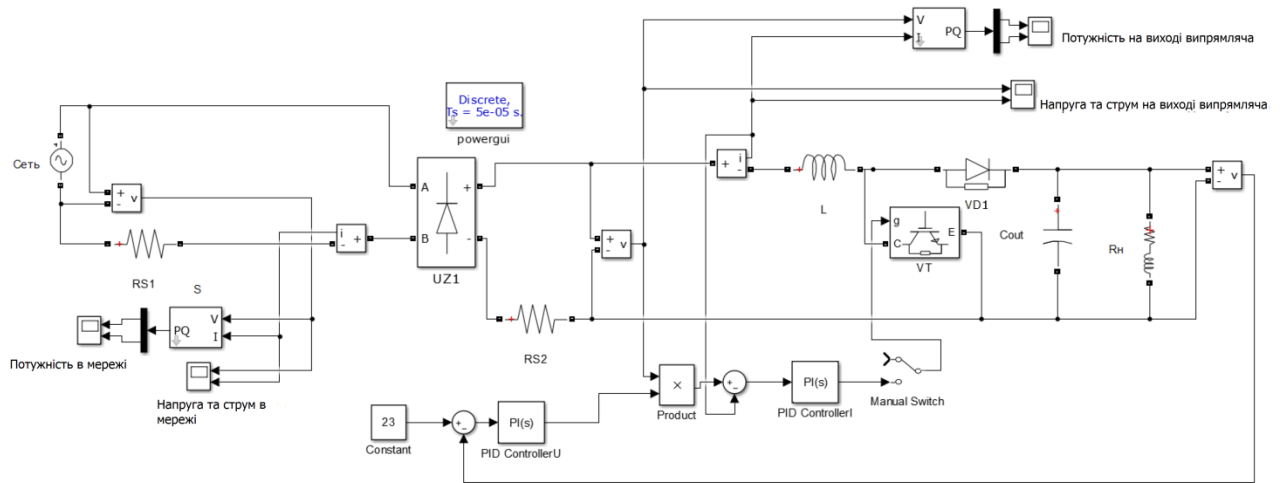 V
I
PQ
Потужність на виході випрямляча
Discrete,
Ts = 5e-05 s.
powergui
Напруга та струм на виході випрямляча
Сеть
+
-
v
A
B
+
-
UZ1
+
i
-
L
VD1
+
-
v
g
C
E
VT
Cout
Rн
RS1
i
-
+
+
-
v
S
PQ
V
I
RS2
Потужність в мережі
Напруга та струм в
мережі
23
Constant
+
-
PI(s)
PID ControllerU
×
Product
+
-
PI(s)
PID ControllerI
Manual Switch